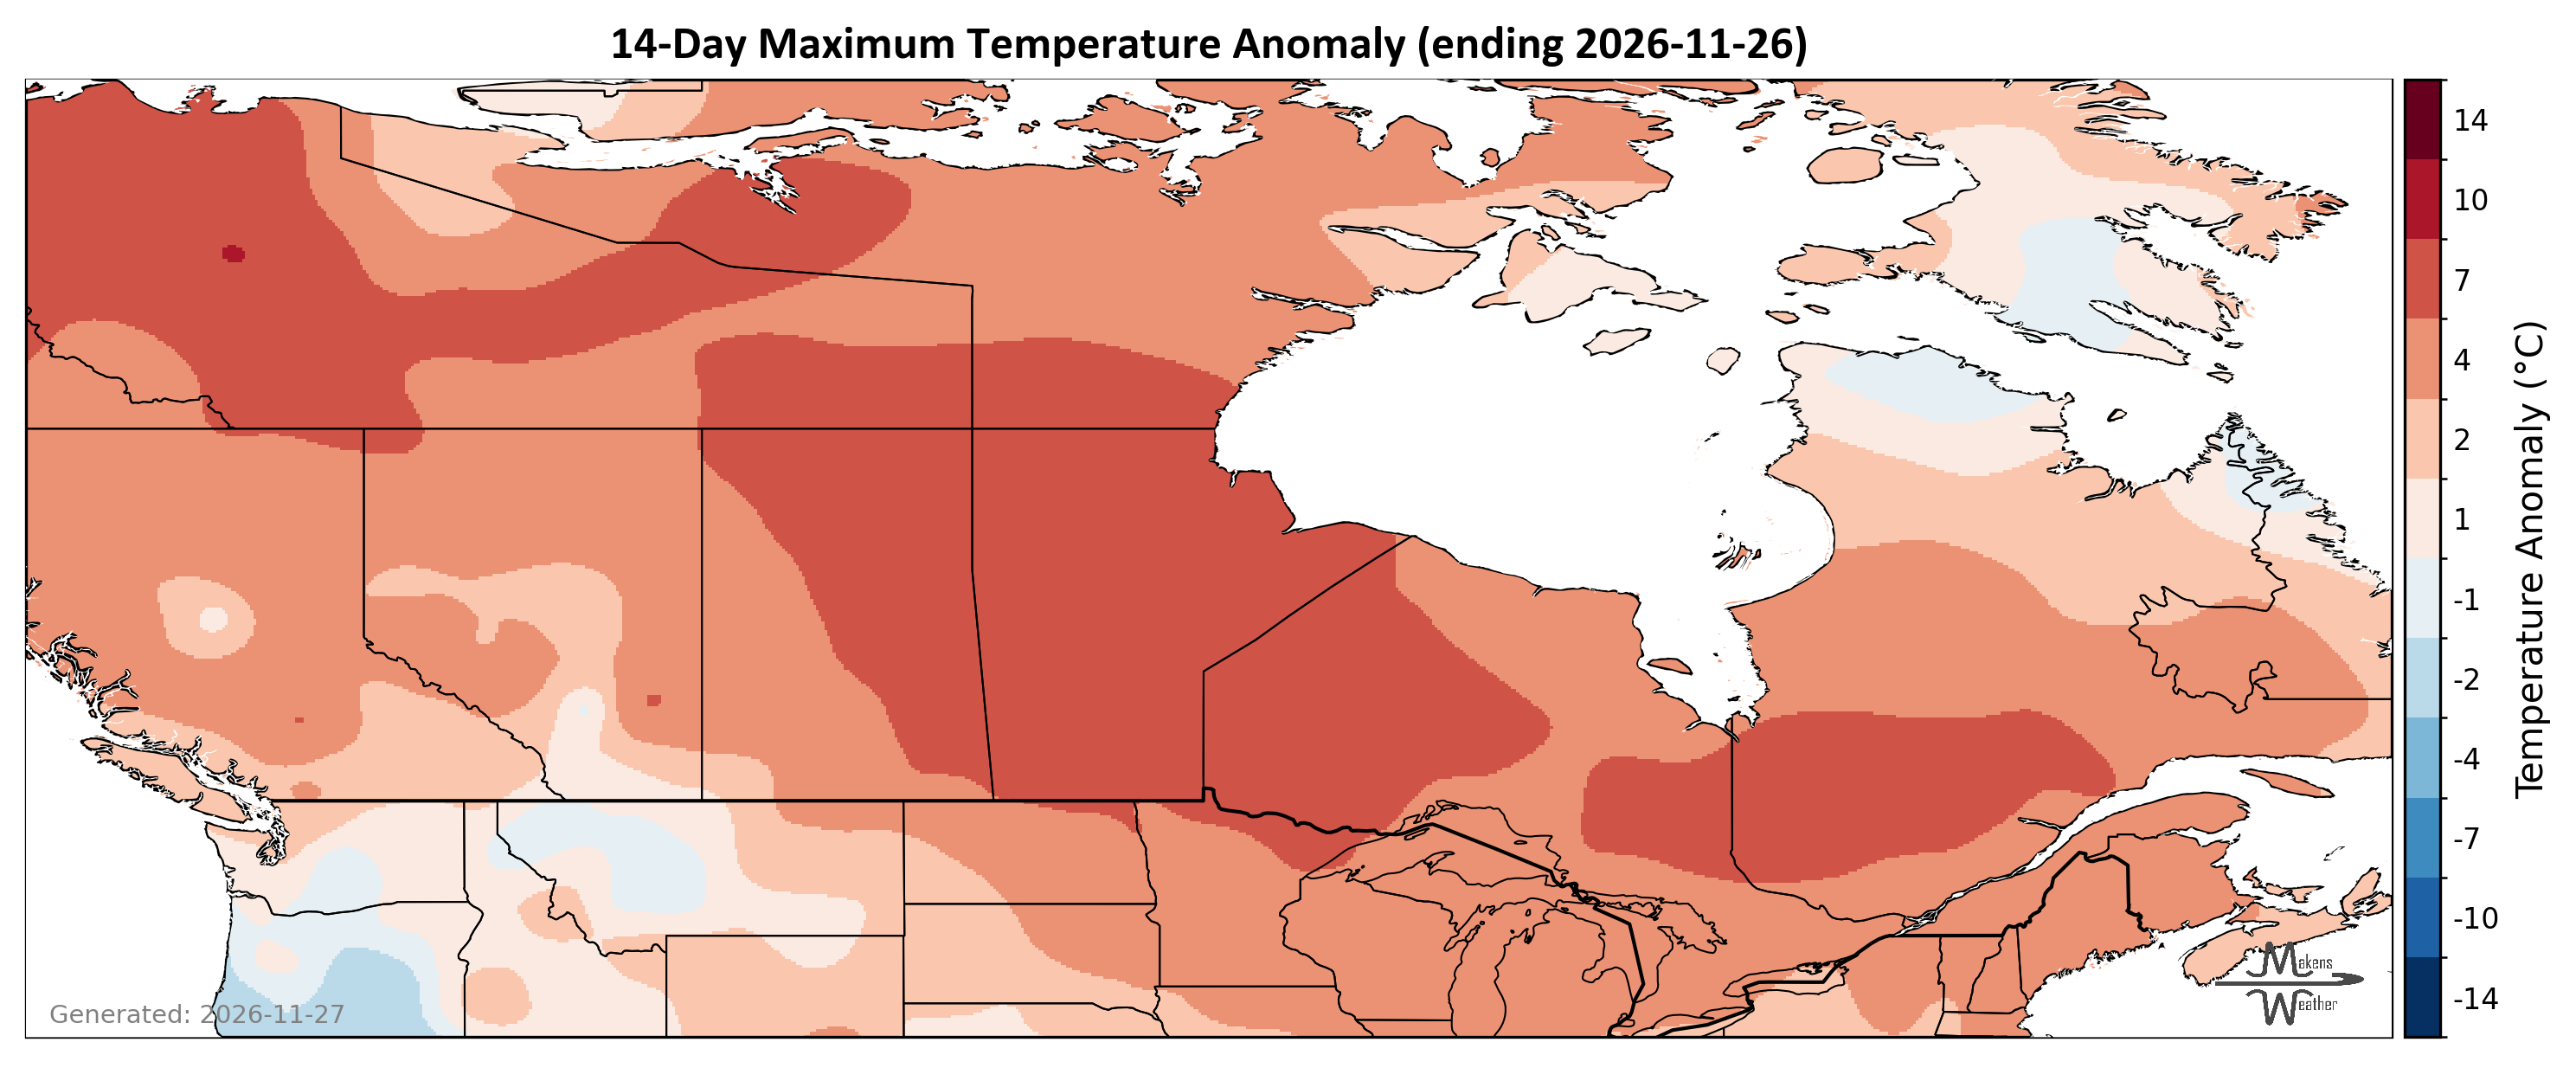 14-Day Maximum Temperature Anomaly (ending 2026-11-26)
14
10
7
4
2
1
-1
-2
-4
-7
-10
-14
Temperature Anomaly (°C)
Makens
Weather
Generated: 2026-11-27